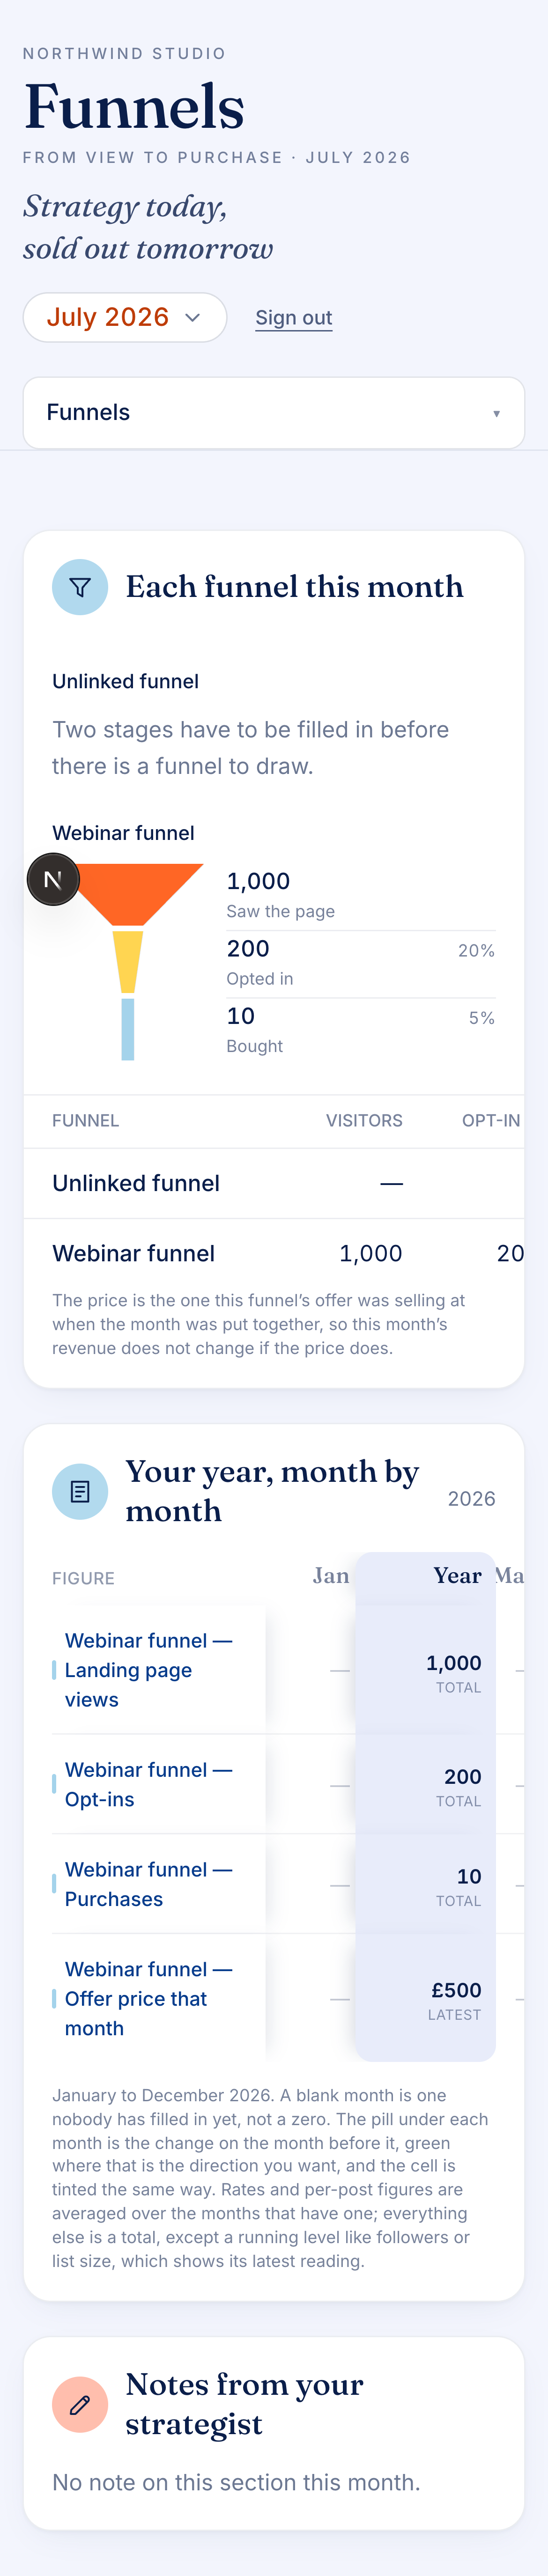 NORTHWIND STUDIO
Funnels
FROM VIEW TO PURCHASE · JULY 2026
Strategy today,
sold out tomorrow
July 2026
Sign out
Funnels
Each funnel this month
Unlinked funnel
Two stages have to be filled in before
there is a funnel to draw.
Webinar funnel
N
1,000
Saw the page
200 20%
Opted in
10 5%
Bought
FUNNEL VISITORS OPT-IN
Unlinked funnel —
Webinar funnel 1,000 20
The price is the one this funnel’s offer was selling at
when the month was put together, so this month’s
revenue does not change if the price does.
Your year, month by
month
2026
FIGURE Jan Year Ma
Webinar funnel —
Landing page
views
— 1,000 —
TOTAL
Webinar funnel —
Opt-ins
— 200 —
TOTAL
Webinar funnel —
Purchases
— 10 —
TOTAL
Webinar funnel —
Offer price that
month
— £500 —
LATEST
January to December 2026. A blank month is one
nobody has filled in yet, not a zero. The pill under each
month is the change on the month before it, green
where that is the direction you want, and the cell is
tinted the same way. Rates and per-post figures are
averaged over the months that have one; everything
else is a total, except a running level like followers or
list size, which shows its latest reading.
Notes from your
strategist
No note on this section this month.